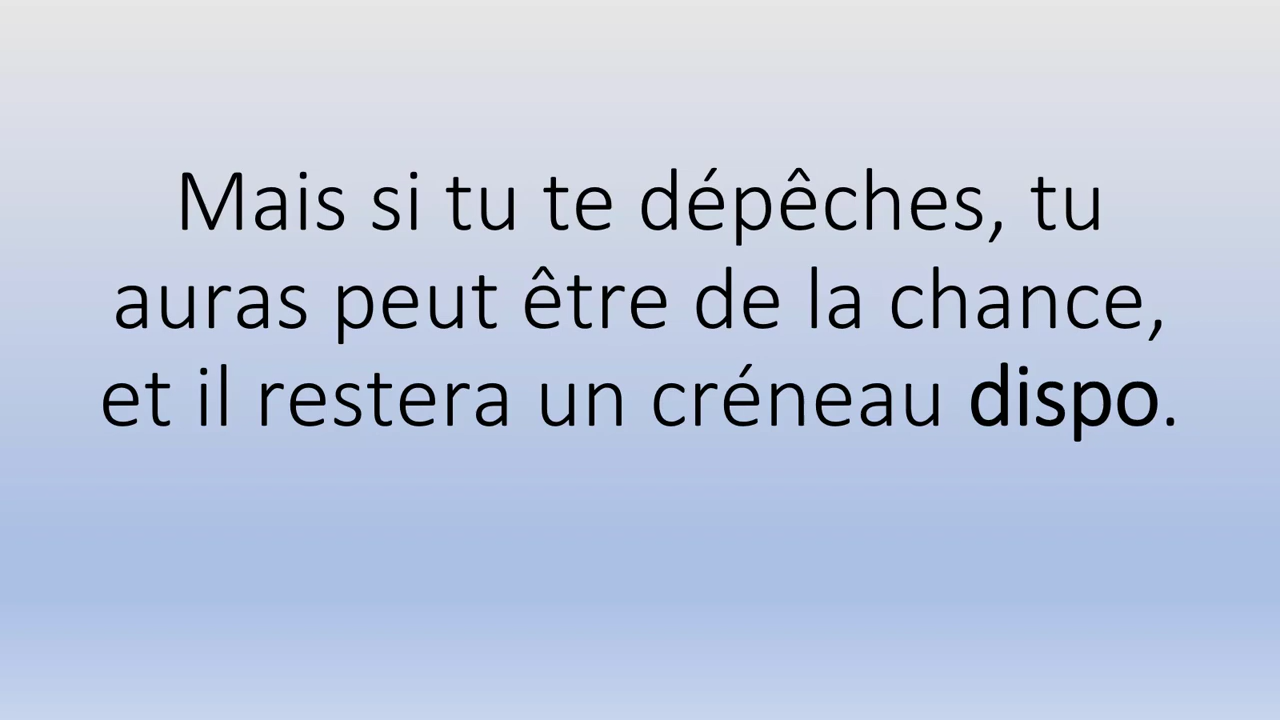 Mais si tu te dépêches, tu
auras peut être de la chance,
et il restera un créneau dispo.